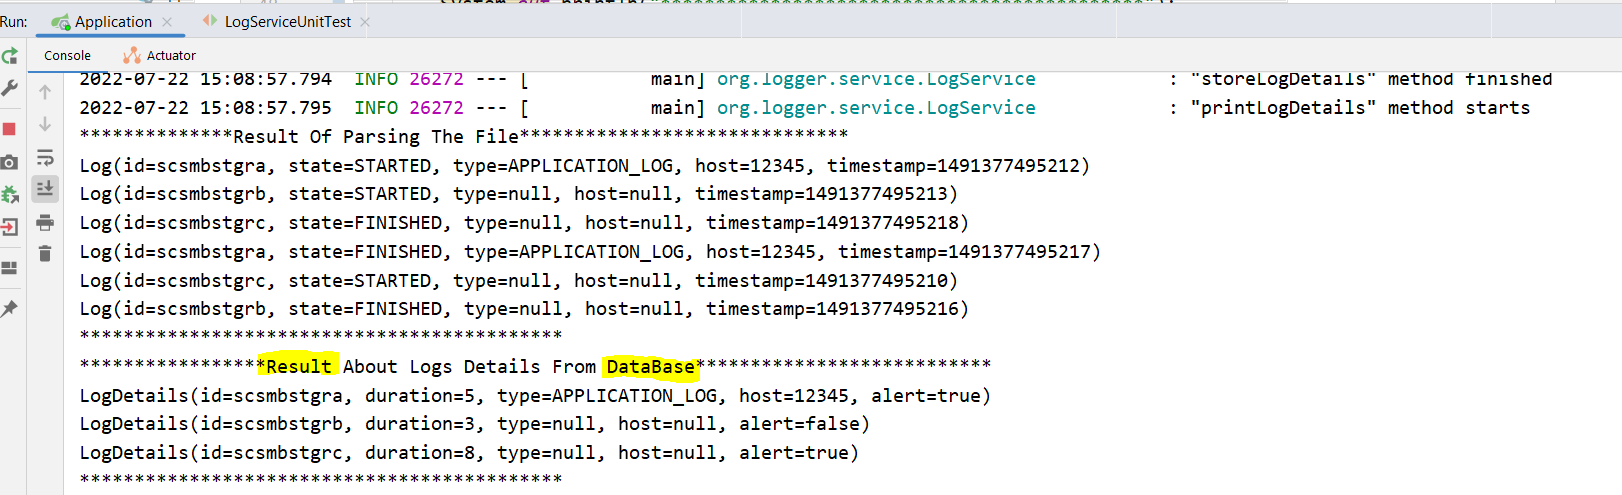 Run: Application × LogServiceUnitTest ×
Console Actuator
2022-07-22 15:08:57.794  INFO 26272 --- [           main] org.logger.service.LogService            : "storeLogDetails" method finished
2022-07-22 15:08:57.795  INFO 26272 --- [           main] org.logger.service.LogService            : "printLogDetails" method starts
**************Result Of Parsing The File******************************
Log(id=scsmbstgra, state=STARTED, type=APPLICATION_LOG, host=12345, timestamp=1491377495212)
Log(id=scsmbstgrb, state=STARTED, type=null, host=null, timestamp=1491377495213)
Log(id=scsmbstgrc, state=FINISHED, type=null, host=null, timestamp=1491377495218)
Log(id=scsmbstgra, state=FINISHED, type=APPLICATION_LOG, host=12345, timestamp=1491377495217)
Log(id=scsmbstgrc, state=STARTED, type=null, host=null, timestamp=1491377495210)
Log(id=scsmbstgrb, state=FINISHED, type=null, host=null, timestamp=1491377495216)
********************************************
*****************Result About Logs Details From DataBase***************************
LogDetails(id=scsmbstgra, duration=5, type=APPLICATION_LOG, host=12345, alert=true)
LogDetails(id=scsmbstgrb, duration=3, type=null, host=null, alert=false)
LogDetails(id=scsmbstgrc, duration=8, type=null, host=null, alert=true)
********************************************